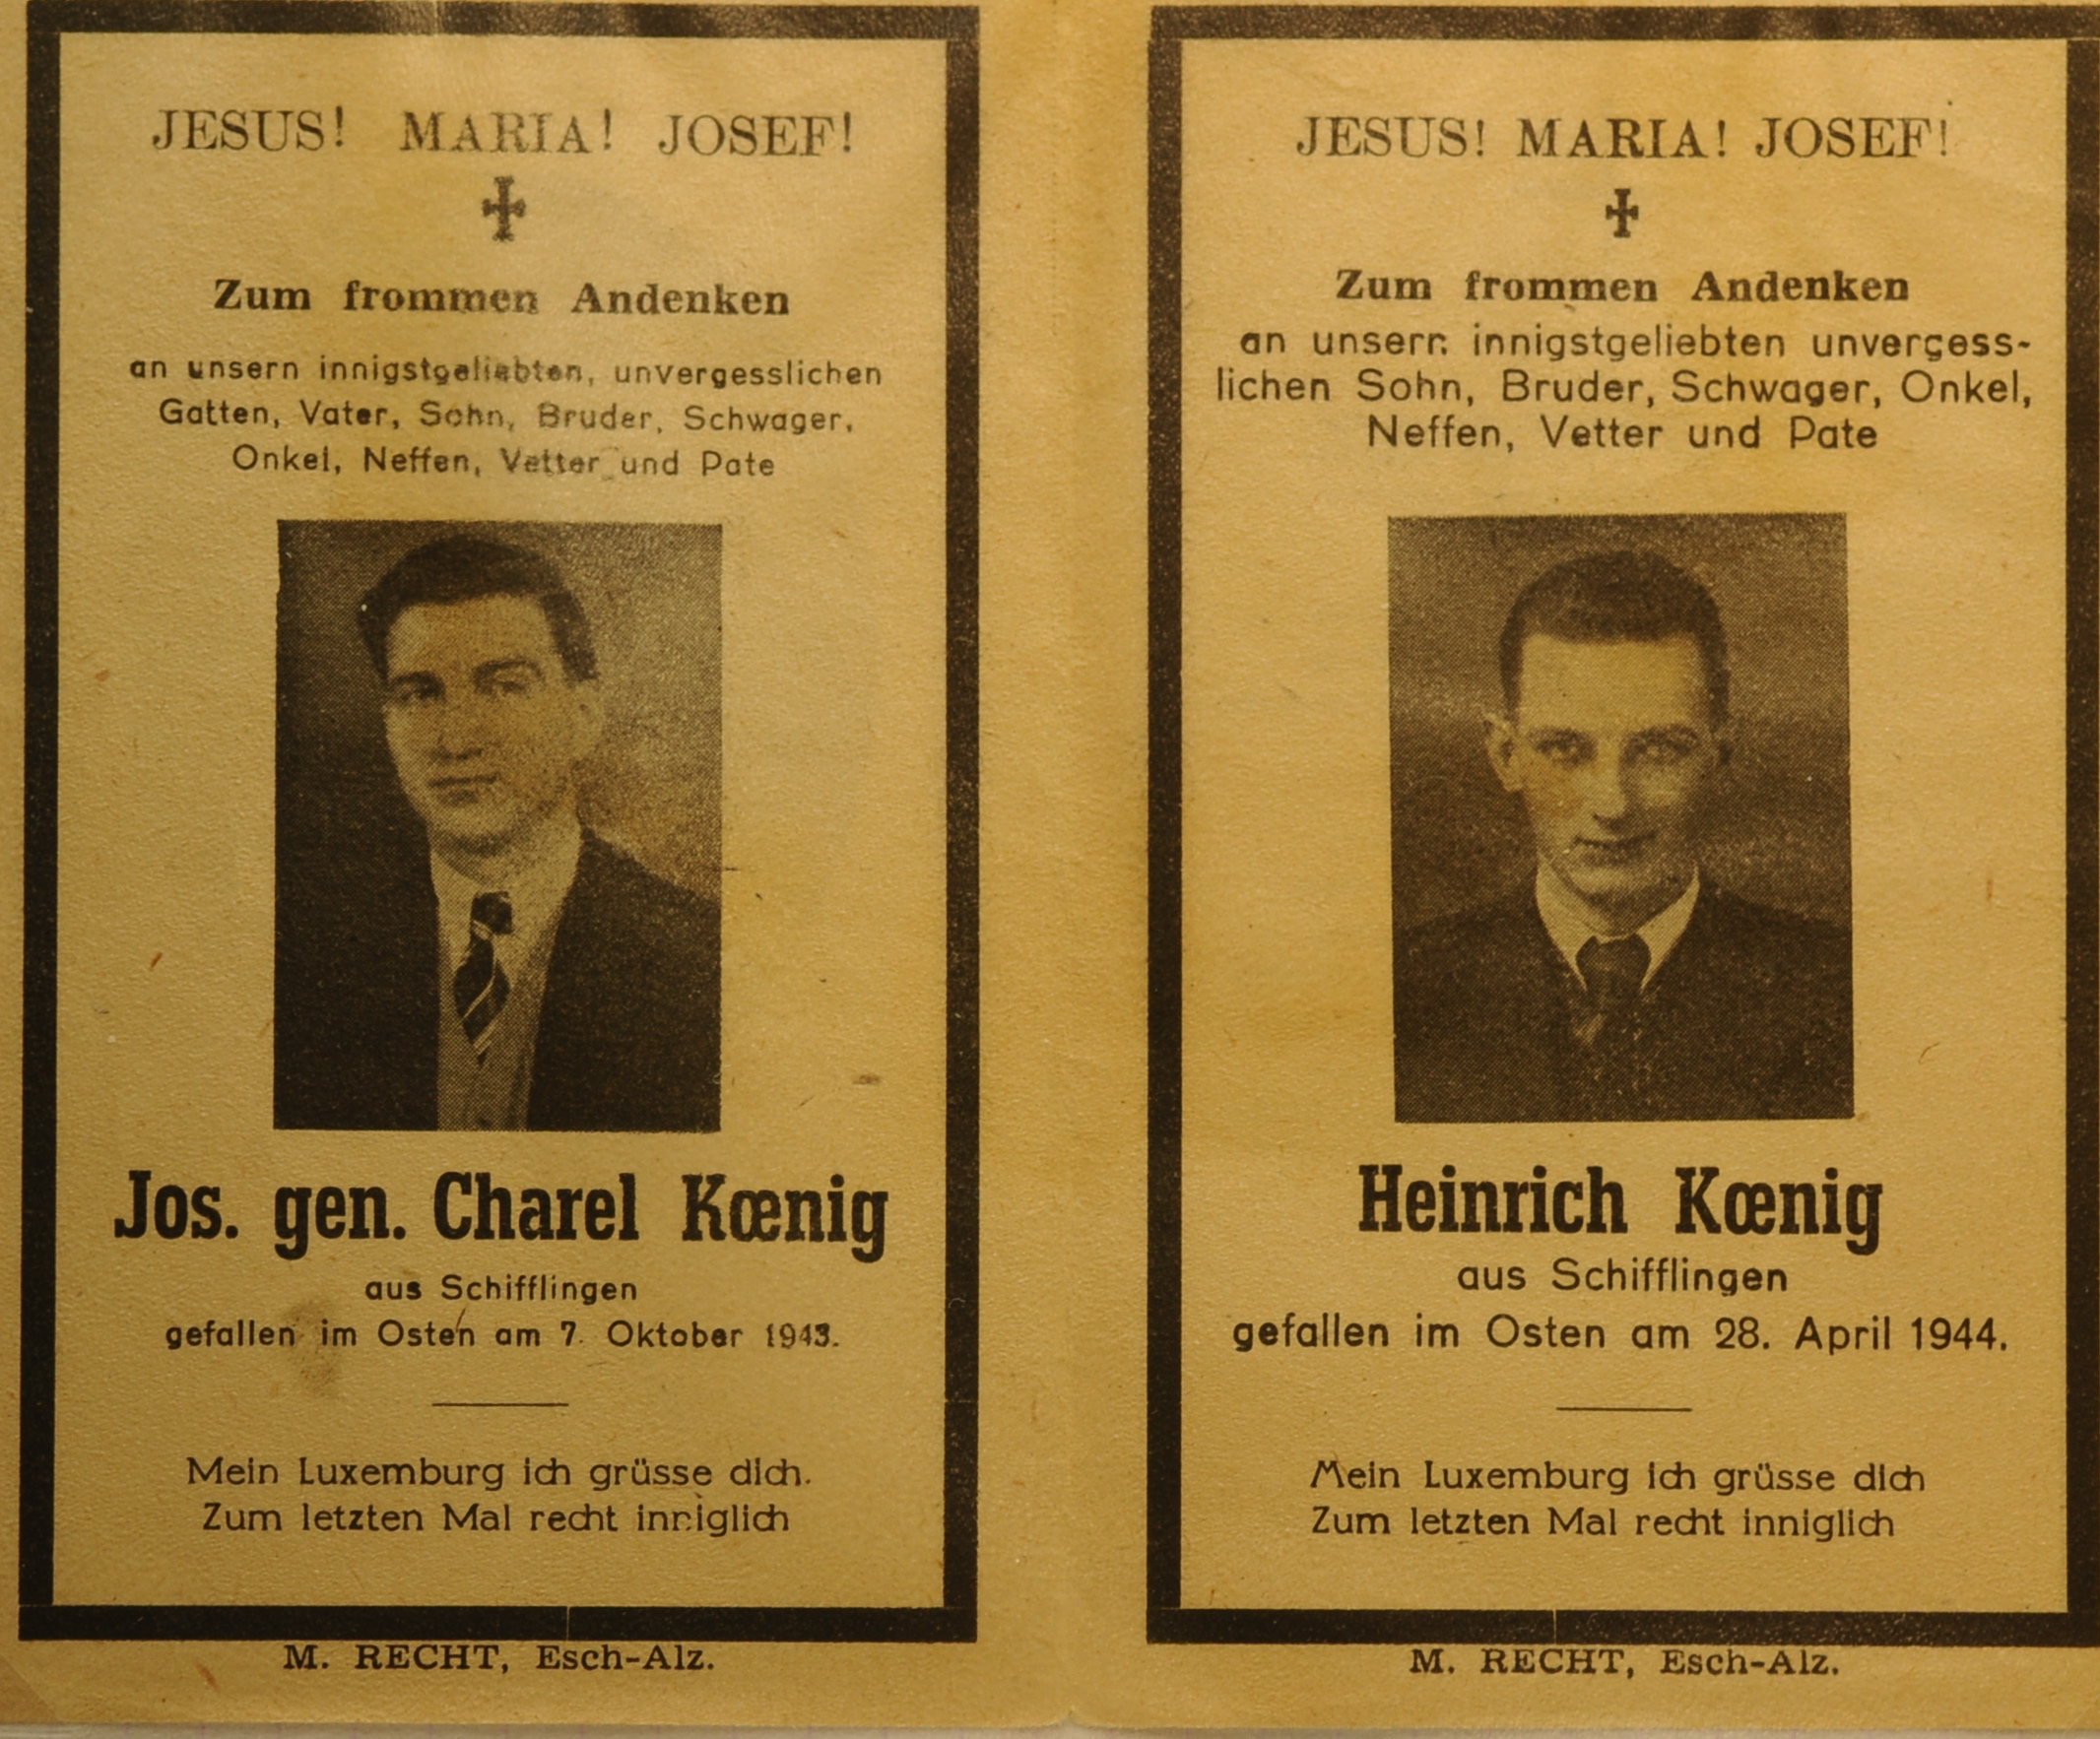 JESUS! MARIA! JOSEF!
Zum frommen Andenken
an unsern innigstgeliebten, unvergesslichen
Gatten, Vater, Sohn, Bruder, Schwager,
Onkel, Neffen, Vetter und Pate
Jos. gen. Charel Kœnig
aus Schifflingen
gefallen im Osten am 7. Oktober 1943.
Mein Luxemburg ich grüsse dich.
Zum letzten Mal recht inniglich
M. RECHT, Esch-Alz.
JESUS! MARIA! JOSEF!
Zum frommen Andenken
an unsern innigstgeliebten unvergess-
lichen Sohn, Bruder, Schwager, Onkel,
Neffen, Vetter und Pate
Heinrich Kœnig
aus Schifflingen
gefallen im Osten am 28. April 1944.
Mein Luxemburg ich grüsse dich
Zum letzten Mal recht inniglich
M. RECHT, Esch-Alz.